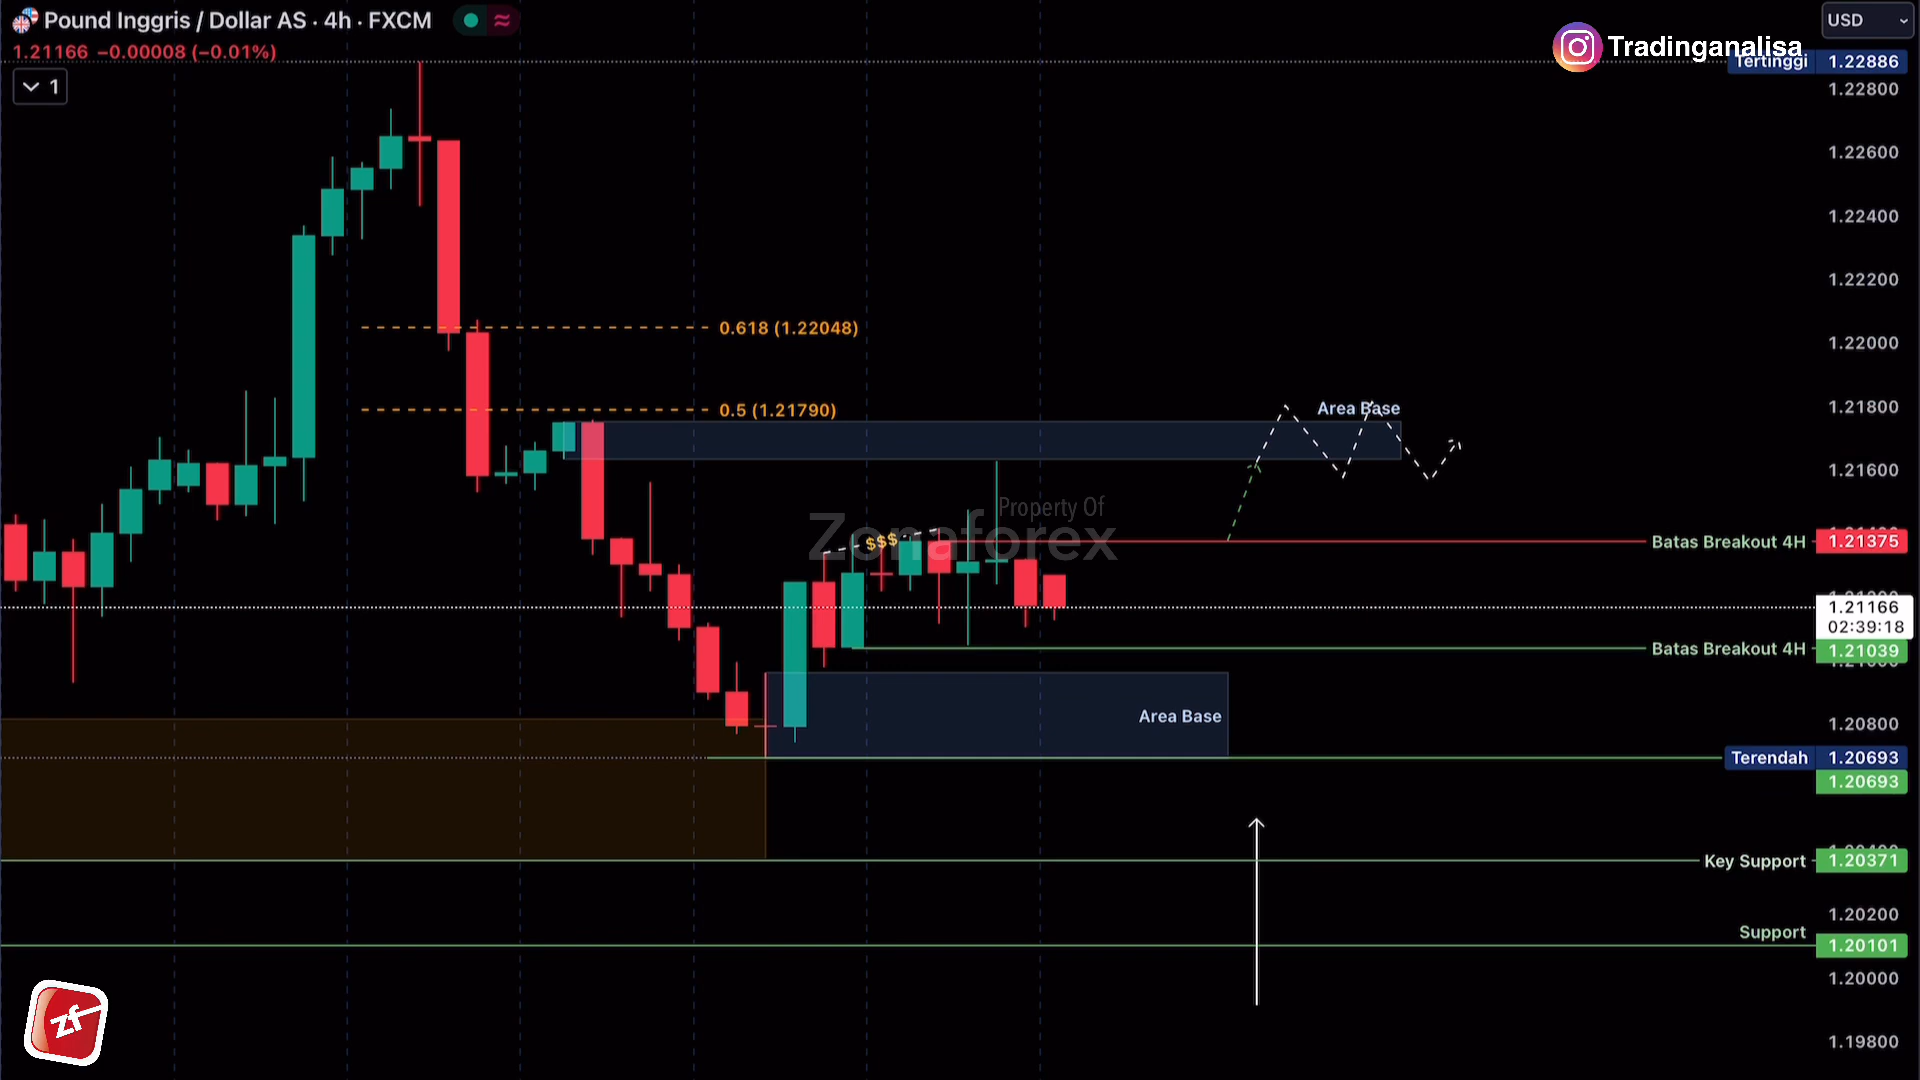 Pound Inggris / Dollar AS · 4h · FXCM
1.21166 −0.00008 (−0.01%)
1
USD
Tradinganalisa
Tertinggi 1.22886
1.22800
1.22600
1.22400
1.22200
0.618 (1.22048)
1.22000
0.5 (1.21790)
Area Base
1.21800
1.21600
Property Of
Zonaforex
$$$
Batas Breakout 4H 1.21375
1.21166
02:39:18
Batas Breakout 4H 1.21039
Area Base
1.20800
Terendah 1.20693
1.20693
Key Support 1.20371
1.20200
Support
1.20101
1.20000
zf
1.19800